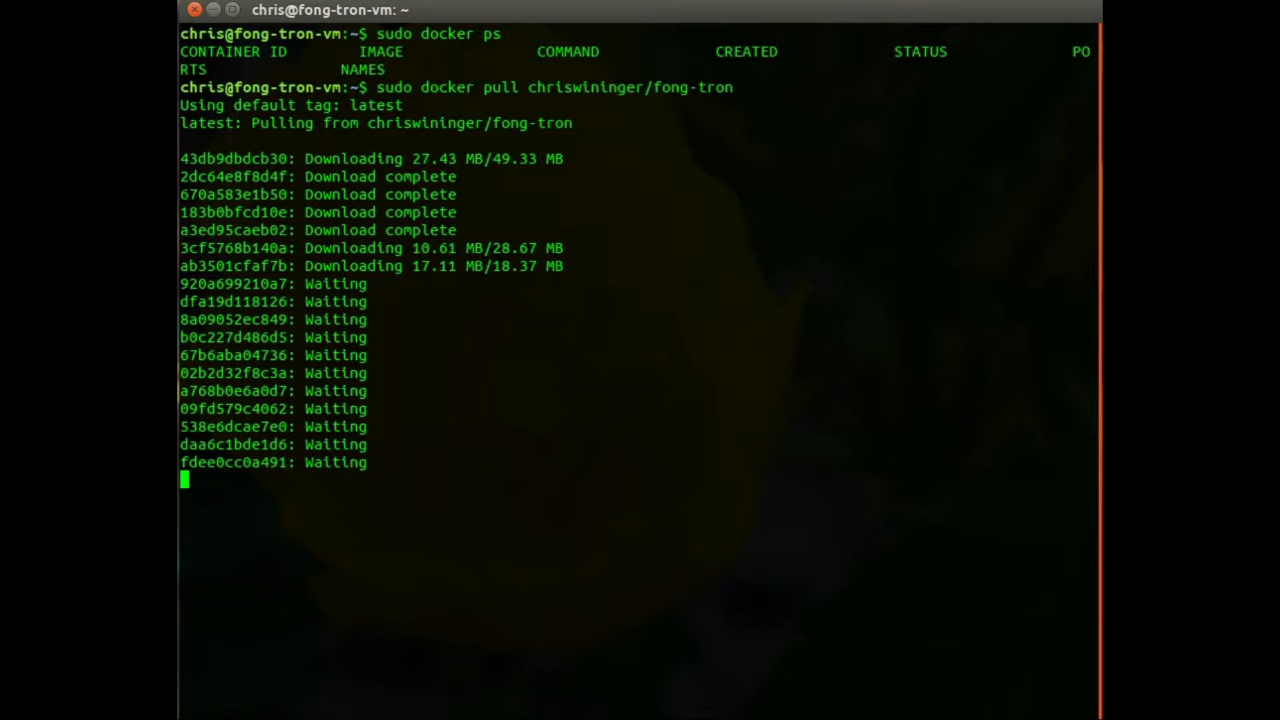 chris@fong-tron-vm: ~
chris@fong-tron-vm:~$ sudo docker ps
CONTAINER ID        IMAGE               COMMAND             CREATED             STATUS              PO
RTS               NAMES
chris@fong-tron-vm:~$ sudo docker pull chriswininger/fong-tron
Using default tag: latest
latest: Pulling from chriswininger/fong-tron
43db9dbdcb30: Downloading 27.43 MB/49.33 MB
2dc64e8f8d4f: Download complete
670a583e1b50: Download complete
183b0bfcd10e: Download complete
a3ed95caeb02: Download complete
3cf5768b140a: Downloading 10.61 MB/28.67 MB
ab3501cfaf7b: Downloading 17.11 MB/18.37 MB
920a699210a7: Waiting
dfa19d118126: Waiting
8a09052ec849: Waiting
b0c227d486d5: Waiting
67b6aba04736: Waiting
02b2d32f8c3a: Waiting
a768b0e6a0d7: Waiting
09fd579c4062: Waiting
538e6dcae7e0: Waiting
daa6c1bde1d6: Waiting
fdee0cc0a491: Waiting